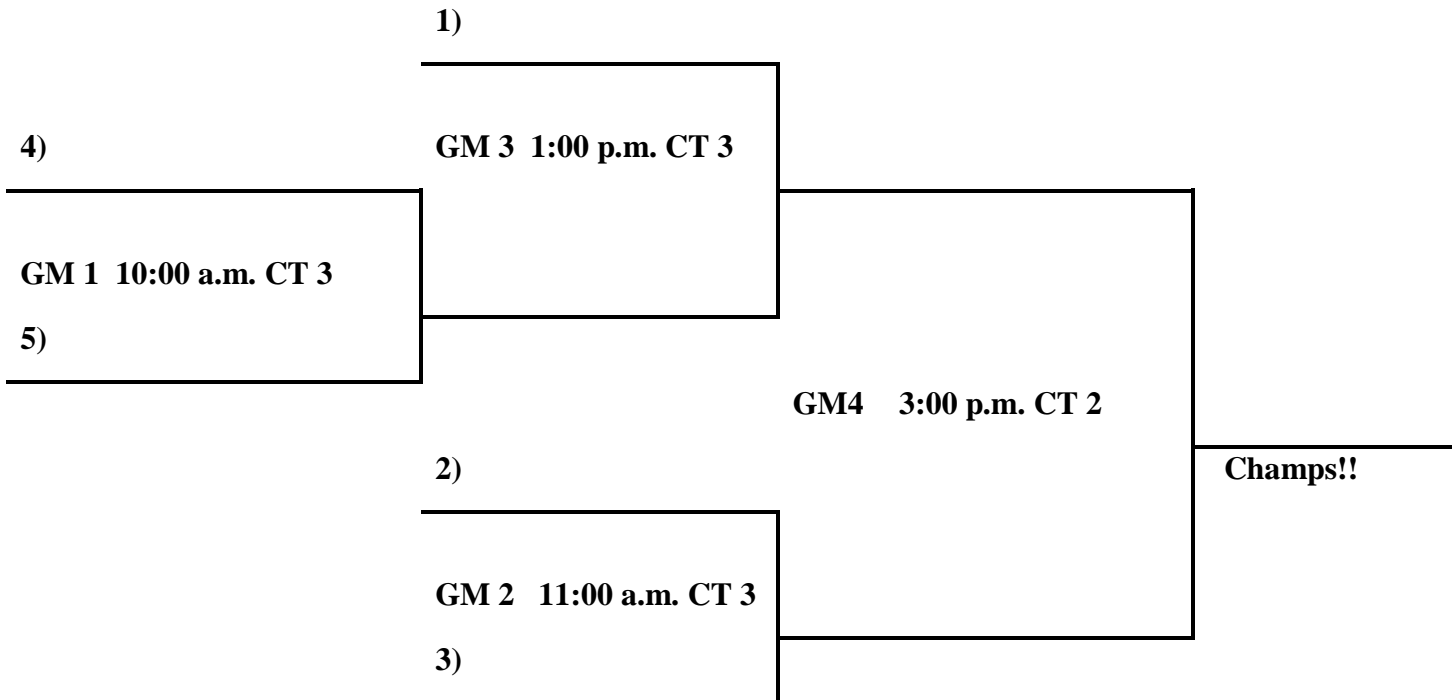 1)
4)
GM 3 1:00 p.m. CT 3
GM 1 10:00 a.m. CT 3
5)
GM4 3:00 p.m. CT 2
2)
Champs!!
GM 2 11:00 a.m. CT 3
3)